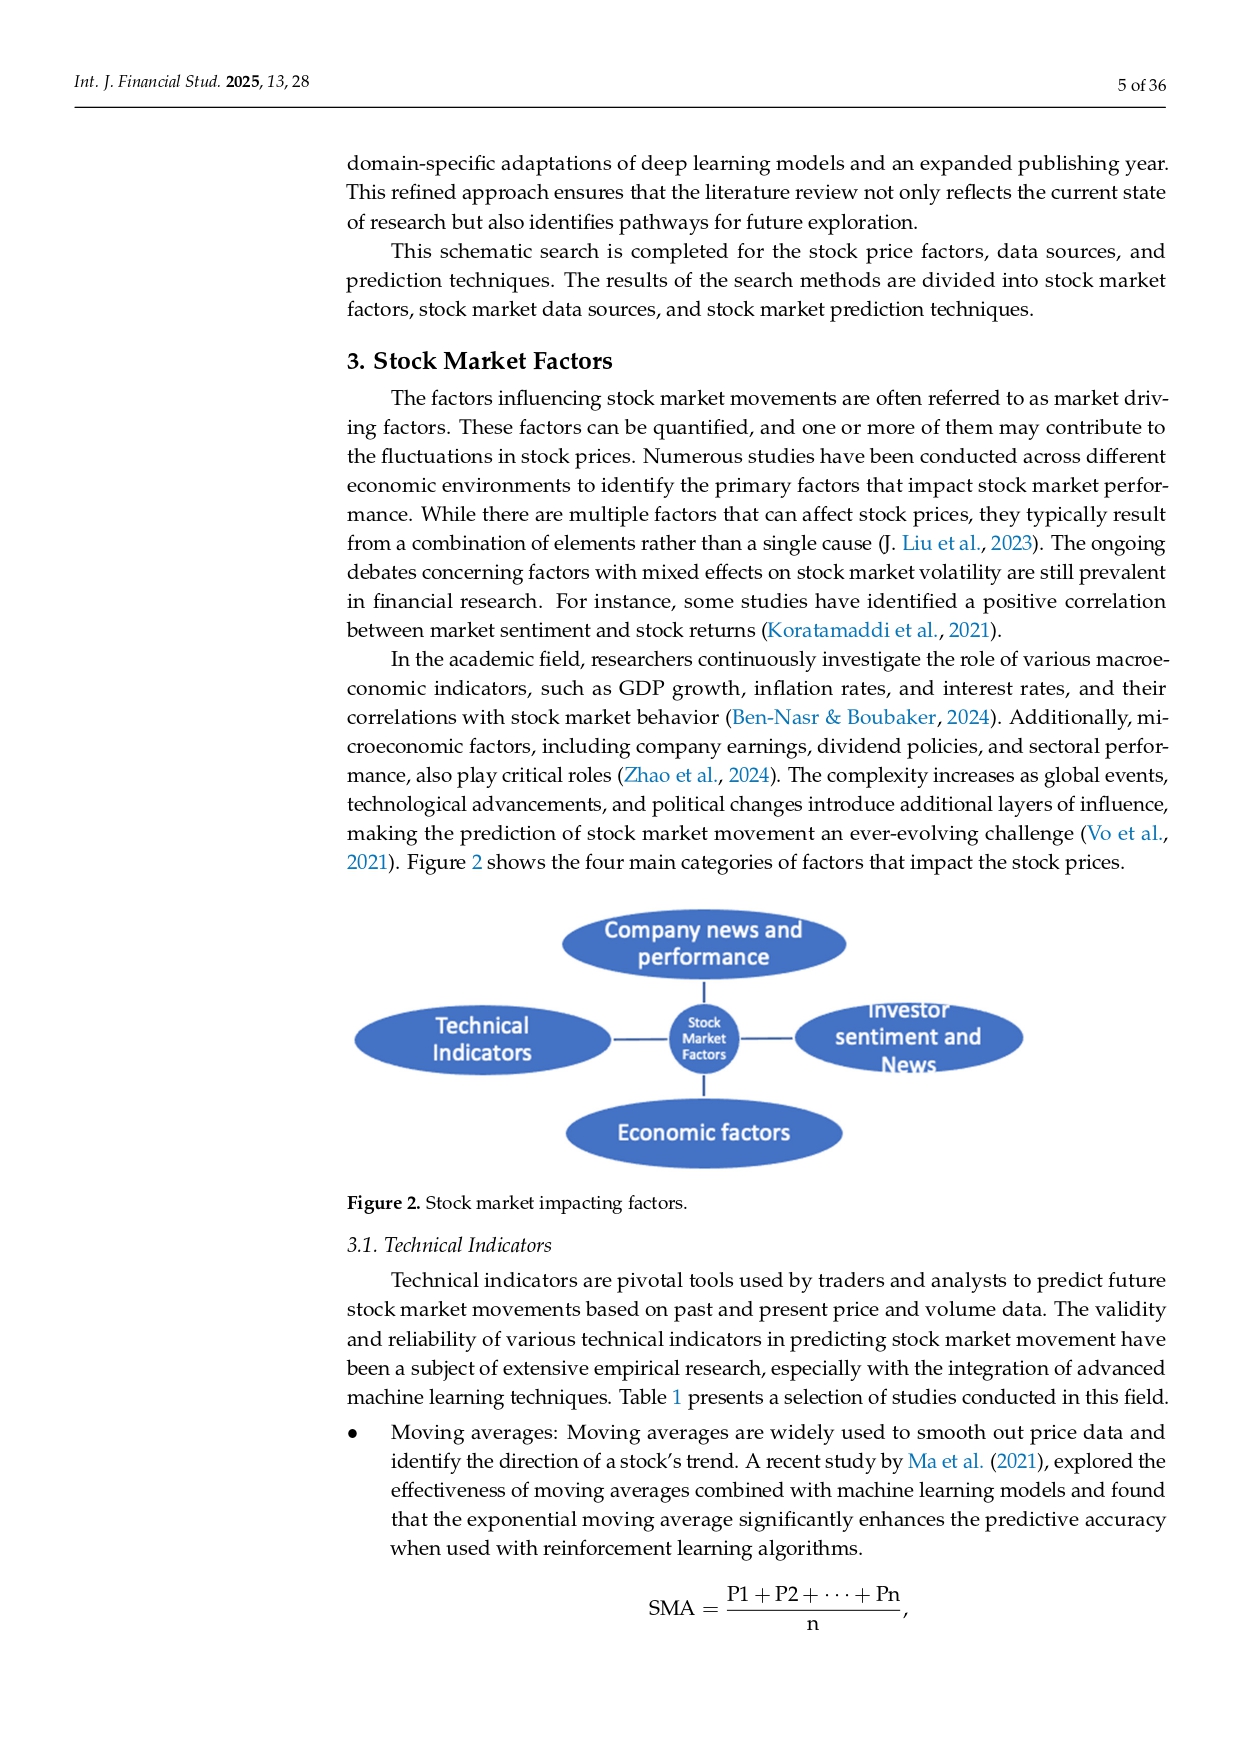 Int. J. Financial Stud. 2025, 13, 28
5 of 36
domain-specific adaptations of deep learning models and an expanded publishing year.
This refined approach ensures that the literature review not only reflects the current state
of research but also identifies pathways for future exploration.
This schematic search is completed for the stock price factors, data sources, and
prediction techniques. The results of the search methods are divided into stock market
factors, stock market data sources, and stock market prediction techniques.
3. Stock Market Factors
The factors influencing stock market movements are often referred to as market driv-
ing factors. These factors can be quantified, and one or more of them may contribute to
the fluctuations in stock prices. Numerous studies have been conducted across different
economic environments to identify the primary factors that impact stock market perfor-
mance. While there are multiple factors that can affect stock prices, they typically result
from a combination of elements rather than a single cause (J. Liu et al., 2023). The ongoing
debates concerning factors with mixed effects on stock market volatility are still prevalent
in financial research. For instance, some studies have identified a positive correlation
between market sentiment and stock returns (Koratamaddi et al., 2021).
In the academic field, researchers continuously investigate the role of various macroe-
conomic indicators, such as GDP growth, inflation rates, and interest rates, and their
correlations with stock market behavior (Ben-Nasr & Boubaker, 2024). Additionally, mi-
croeconomic factors, including company earnings, dividend policies, and sectoral perfor-
mance, also play critical roles (Zhao et al., 2024). The complexity increases as global events,
technological advancements, and political changes introduce additional layers of influence,
making the prediction of stock market movement an ever-evolving challenge (Vo et al.,
2021). Figure 2 shows the four main categories of factors that impact the stock prices.
Company news and
performance
Technical
Indicators
Stock
Market
Factors
Investor
sentiment and
News
Economic factors
Figure 2. Stock market impacting factors.
3.1. Technical Indicators
Technical indicators are pivotal tools used by traders and analysts to predict future
stock market movements based on past and present price and volume data. The validity
and reliability of various technical indicators in predicting stock market movement have
been a subject of extensive empirical research, especially with the integration of advanced
machine learning techniques. Table 1 presents a selection of studies conducted in this field.
• Moving averages: Moving averages are widely used to smooth out price data and
identify the direction of a stock's trend. A recent study by Ma et al. (2021), explored the
effectiveness of moving averages combined with machine learning models and found
that the exponential moving average significantly enhances the predictive accuracy
when used with reinforcement learning algorithms.
SMA = P1 + P2 + · · · + Pn / n,